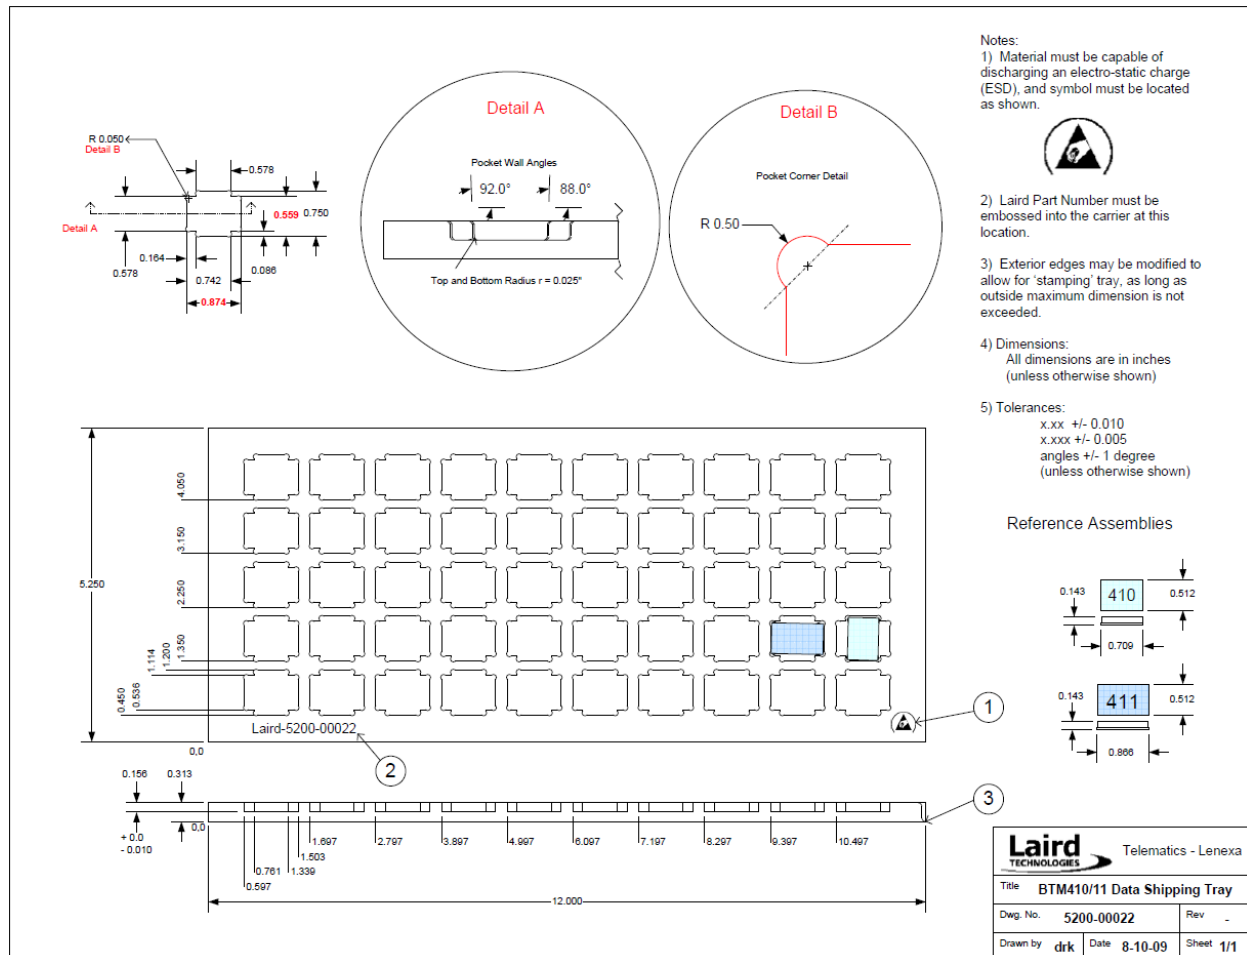 Notes:
1) Material must be capable of
discharging an electro-static charge
(ESD), and symbol must be located
as shown.
2) Laird Part Number must be
embossed into the carrier at this
location.
3) Exterior edges may be modified to
allow for 'stamping' tray, as long as
outside maximum dimension is not
exceeded.
4) Dimensions:
All dimensions are in inches
(unless otherwise shown)
5) Tolerances:
x.xx +/- 0.010
x.xxx +/- 0.005
angles +/- 1 degree
(unless otherwise shown)
R 0.050
Detail B
0.578
0.559
0.750
Detail A
0.578
0.164
0.086
0.742
0.874
Detail A
Pocket Wall Angles
92.0°
88.0°
Top and Bottom Radius r = 0.025"
Detail B
Pocket Corner Detail
R 0.50
5.250
4.050
3.150
2.250
1.350
1.200
1.114
0.536
0.450
0,0
Laird-5200-00022
1
2
Reference Assemblies
0.143
410
0.512
0.709
0.143
411
0.512
0.866
0.156
0.313
0,0
+ 0.0
- 0.010
1.697
2.797
3.897
4.997
6.097
7.197
8.297
9.397
10.497
1.503
1.339
0.761
0.597
12.000
3
Laird
TECHNOLOGIES
Telematics - Lenexa
Title BTM410/11 Data Shipping Tray
Dwg. No. 5200-00022 Rev -
Drawn by drk Date 8-10-09 Sheet 1/1